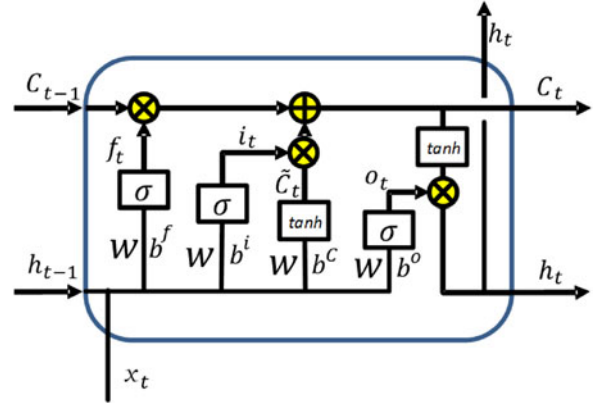 h_t
C_{t-1}
C_t
f_t
i_t
tanh
C̃_t
o_t
σ
σ
tanh
σ
W b^f
W b^i
W b^C
W b^o
h_{t-1}
h_t
x_t